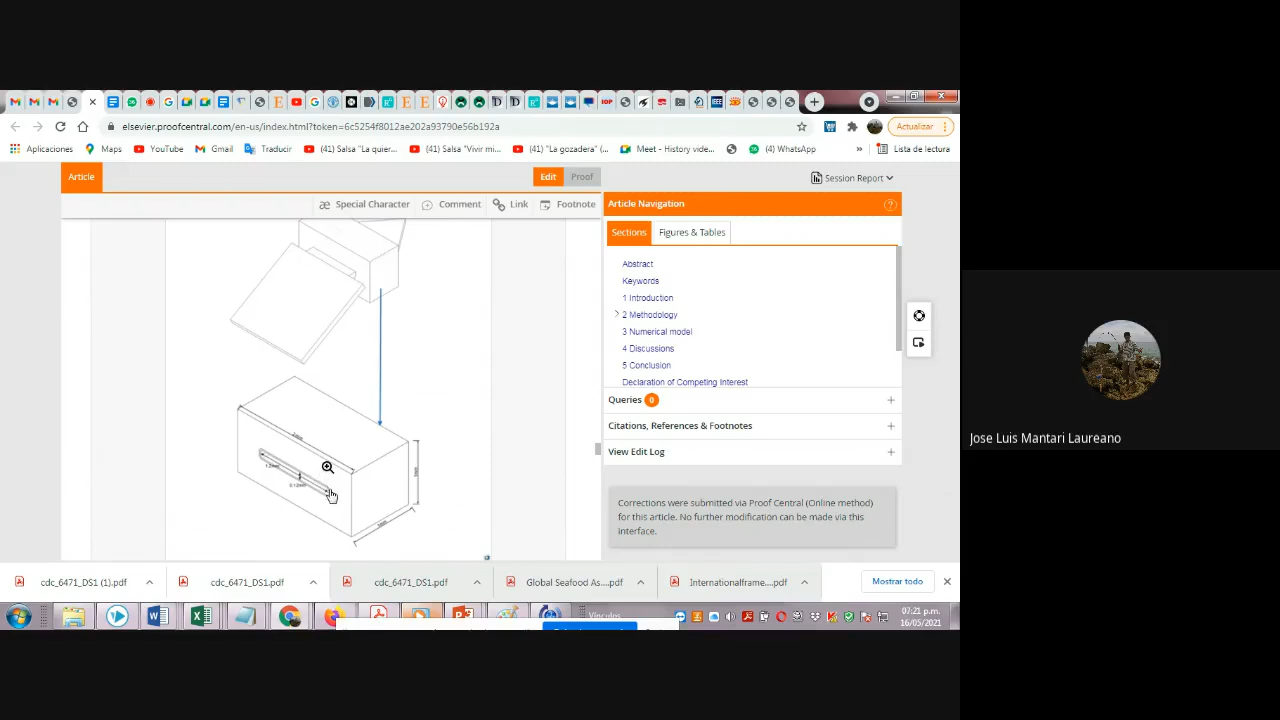 elsevier.proofcentral.com/en-us/index.html?token=6c5254f8012ae202a93790e56b192a
Actualizar
Aplicaciones
Maps
YouTube
Gmail
Traducir
(41) Salsa "La quier...
(41) Salsa "Vivir mi...
(41) "La gozadera" (...
Meet - History vide...
(4) WhatsApp
»
Lista de lectura
Article
Edit
Proof
Session Report
Special Character
Comment
Link
Footnote
Article Navigation
Sections
Figures & Tables
Abstract
Keywords
1 Introduction
2 Methodology
3 Numerical model
4 Discussions
5 Conclusion
Declaration of Competing Interest
Queries 0
Citations, References & Footnotes
View Edit Log
Corrections were submitted via Proof Central (Online method)
for this article. No further modification can be made via this
interface.
0.12mm
cdc_6471_DS1 (1).pdf
cdc_6471_DS1.pdf
cdc_6471_DS1.pdf
Global Seafood As....pdf
Internationalframe....pdf
Mostrar todo
Vínculos
07:21 p.m.
16/05/2021
Jose Luis Mantari Laureano